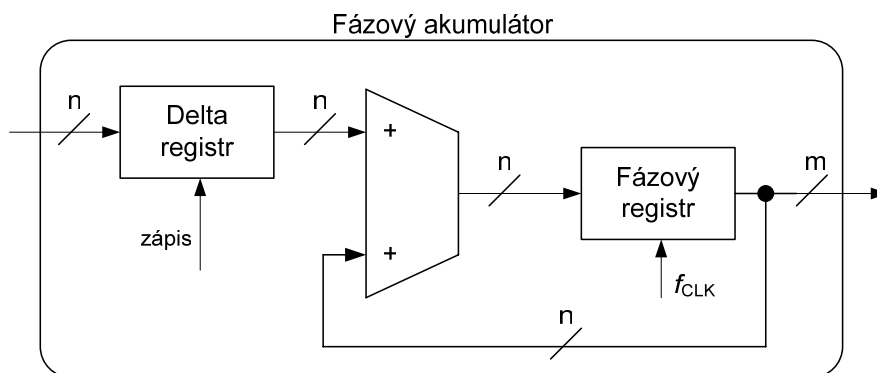 Fázový akumulátor
n
Delta
registr
zápis
n
+
+
n
Fázový
registr
fCLK
m
n